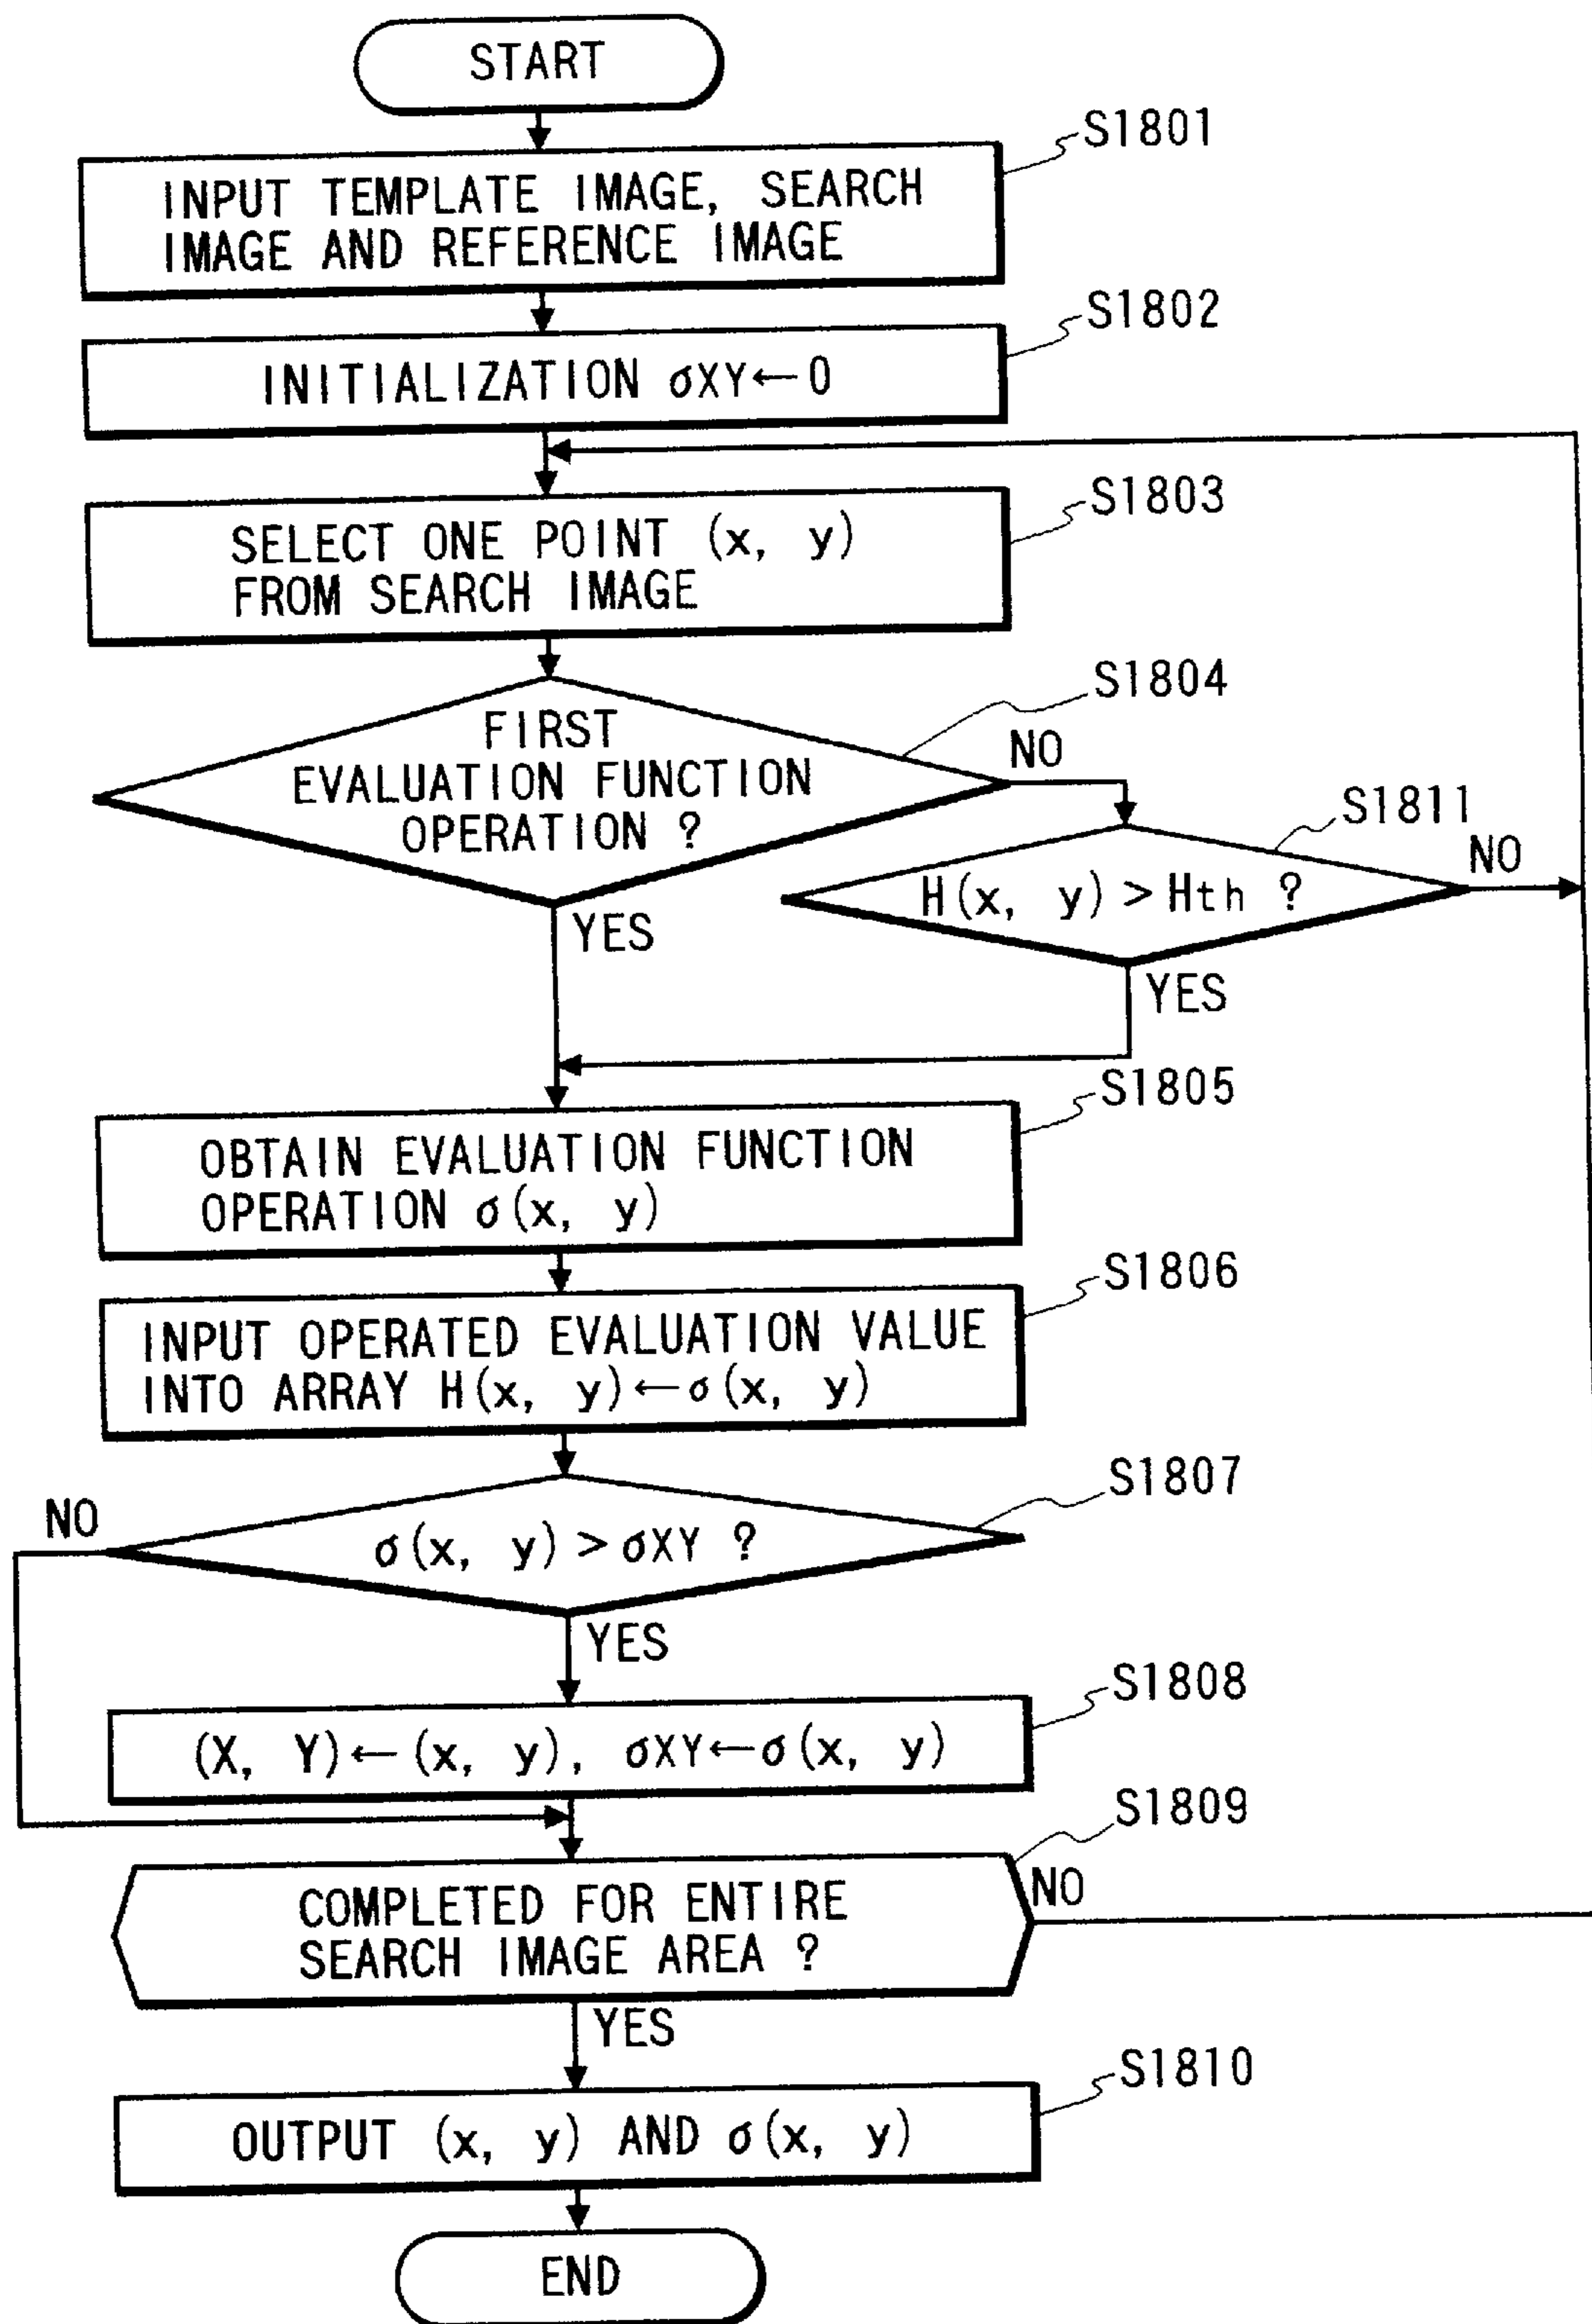 START
S1801
INPUT TEMPLATE IMAGE, SEARCH
IMAGE AND REFERENCE IMAGE
S1802
INITIALIZATION σXY←0
S1803
SELECT ONE POINT (x, y)
FROM SEARCH IMAGE
S1804
FIRST
EVALUATION FUNCTION
OPERATION ?
NO
S1811
H(x, y) > Hth ?
NO
YES
YES
S1805
OBTAIN EVALUATION FUNCTION
OPERATION σ(x, y)
S1806
INPUT OPERATED EVALUATION VALUE
INTO ARRAY H(x, y)←σ(x, y)
S1807
NO
σ(x, y) > σXY ?
YES
S1808
(X, Y)←(x, y), σXY←σ(x, y)
S1809
COMPLETED FOR ENTIRE
SEARCH IMAGE AREA ?
NO
YES
S1810
OUTPUT (x, y) AND σ(x, y)
END